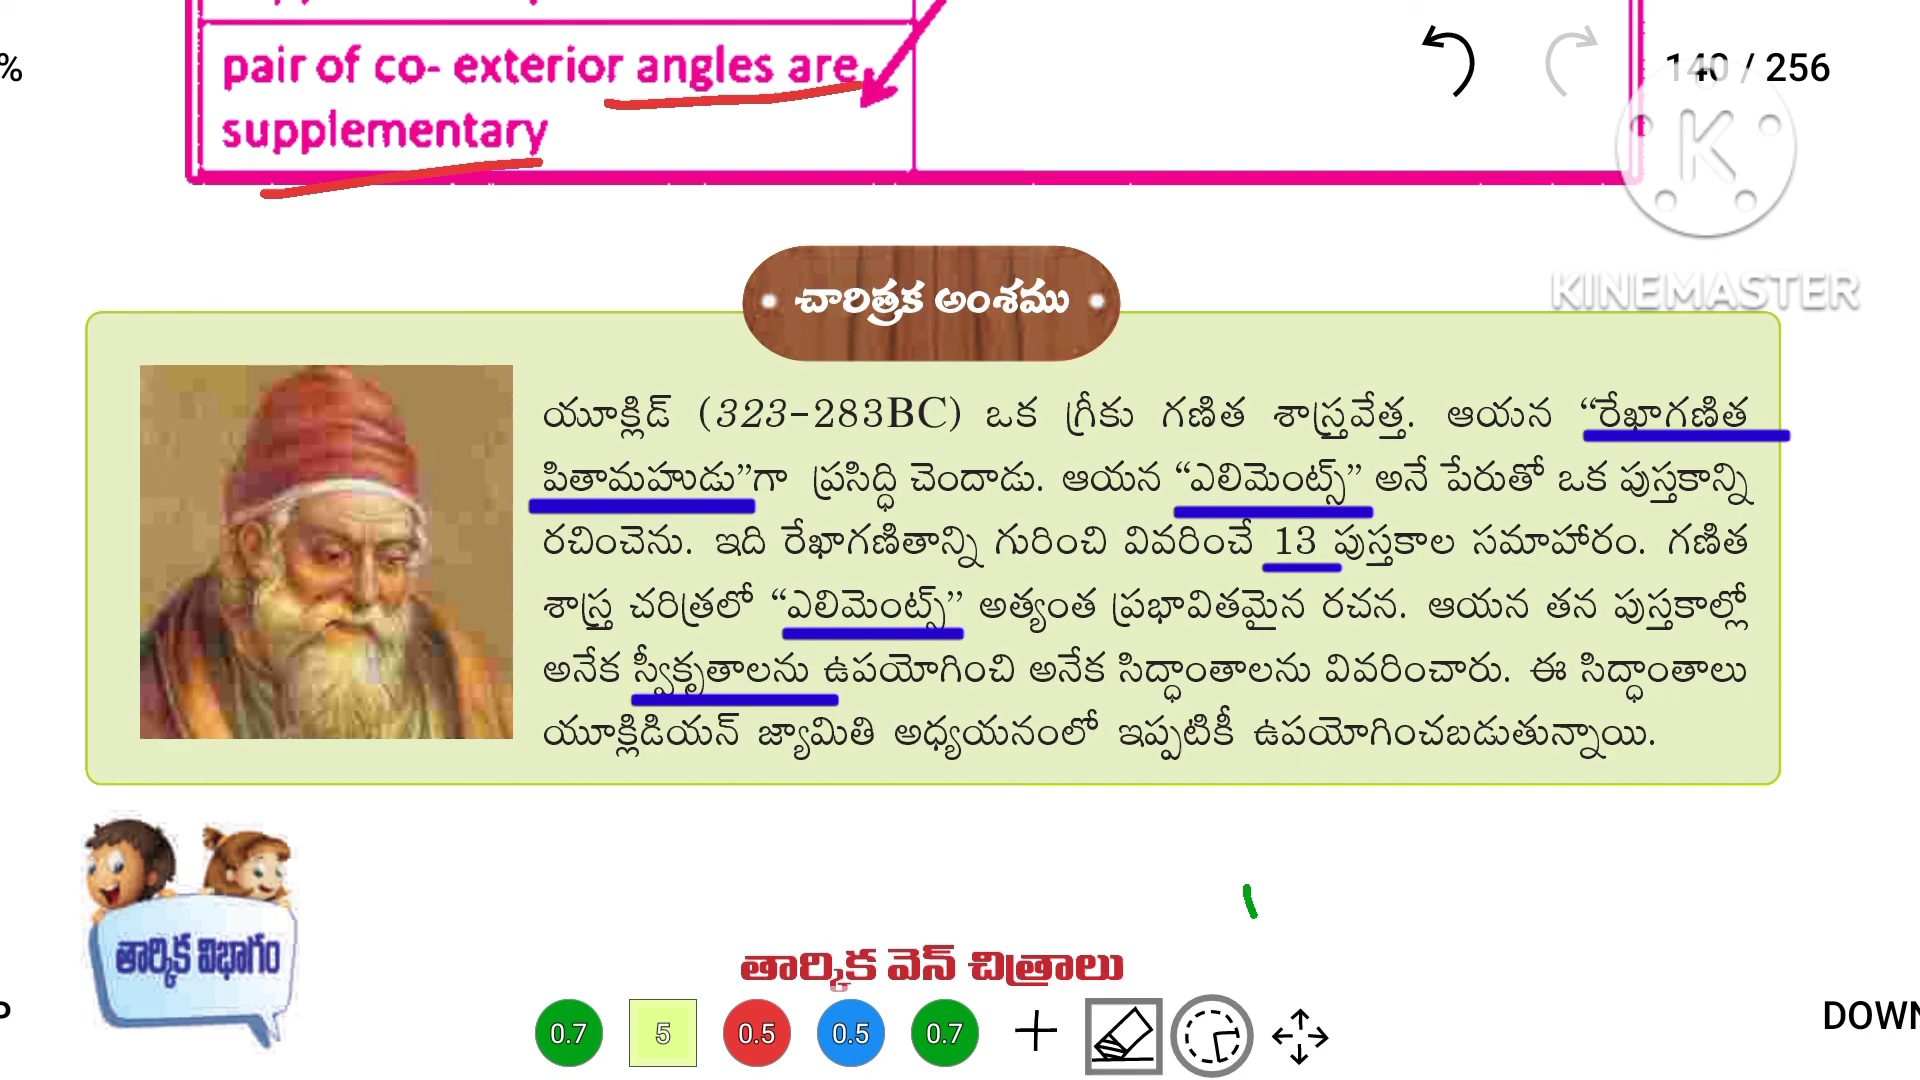 %
pair of co- exterior angles are
supplementary
140 / 256
K
KINEMASTER
చారిత్రక అంశము
యూక్లిడ్ (323-283BC) ఒక గ్రీకు గణిత శాస్త్రవేత్త. ఆయన “రేఖాగణిత
పితామహుడు”గా ప్రసిద్ధి చెందాడు. ఆయన “ఎలిమెంట్స్” అనే పేరుతో ఒక పుస్తకాన్ని
రచించెను. ఇది రేఖాగణితాన్ని గురించి వివరించే 13 పుస్తకాల సమాహారం. గణిత
శాస్త్ర చరిత్రలో “ఎలిమెంట్స్” అత్యంత ప్రభావితమైన రచన. ఆయన తన పుస్తకాల్లో
అనేక స్వీకృతాలను ఉపయోగించి అనేక సిద్ధాంతాలను వివరించారు. ఈ సిద్ధాంతాలు
యూక్లిడియన్ జ్యామితి అధ్యయనంలో ఇప్పటికీ ఉపయోగించబడుతున్నాయి.
తార్కిక విభాగం
తార్కిక వెన్ చిత్రాలు
0.7 5 0.5 0.5 0.7
DOWN